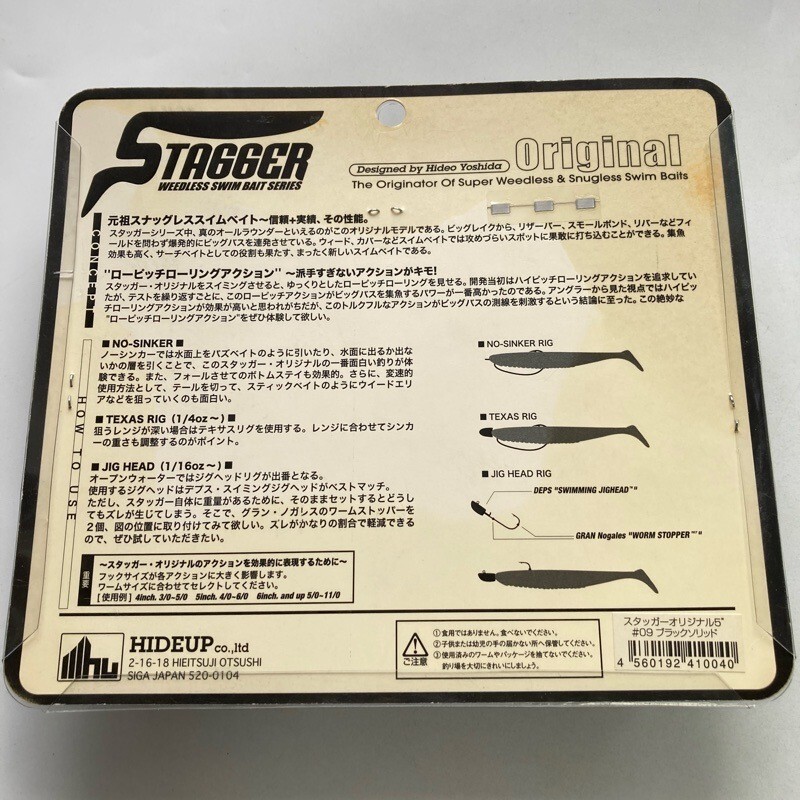 STAGGER
WEEDLESS SWIM BAIT SERIES
Designed by Hideo Yoshida
Original
The Originator Of Super Weedless & Snugless Swim Baits
CONCEPT
元祖スナッグレススイムベイト〜信頼+実績、その性能。
スタッガーシリーズ中、真のオールラウンダーといえるのがこのオリジナルモデルである。ビッグレイクから、リザーバー、スモールポンド、リバーなどフィ
ールドを問わず爆発的にビッグバスを連発させている。ウィード、カバーなどスイムベイトでは攻めづらいスポットに果敢に打ち込むことができる。集魚
効果も高く、サーチベイトとしての役割も果たす、まったく新しいスイムベイトである。
"ローピッチローリングアクション" 〜派手すぎないアクションがキモ!
スタッガー・オリジナルをスイミングさせると、ゆっくりとしたローリングを見せる。開発当初はハイピッチローリングアクションを追求してい
たが、テストを繰り返すごとに、このローピッチアクションがビッグバスを集魚するパワーが一番高かったのである。アングラーから見た視点ではハイピッ
チローリングアクションが効果が高いと思われがちだが、このトルクフルなアクションがビッグバスの測線を刺激するという結論に至った。この絶妙な
"ローピッチローリングアクション"をぜひ体験して欲しい。
HOW TO USE
■ NO-SINKER ■
ノーシンカーでは水面上をバズベイトのように引いたり、水面に出るか出な
いかの層を引くことで、このスタッガー・オリジナルの一番面白い釣りが体
験できる。また、フォールさせてのボトムステイも効果的。さらに、変速的
使用方法として、テールを切って、スティックベイトのようにウイードエリ
アなどを狙っていくのも面白い。
■ TEXAS RIG (1/4oz〜) ■
狙うレンジが深い場合はテキサスリグを使用する。レンジに合わせてシンカ
ーの重さも調整するのがポイント。
■ JIG HEAD (1/16oz〜) ■
オープンウォーターではジグヘッドリグが出番となる。
使用するジグヘッドはデプス・スイミングジグヘッドがベストマッチ。
ただし、スタッガー自体に重量があるために、そのままセットするとどうし
てもズレが生じてしまう。そこで、グラン・ノガレスのワームストッパーを
2個、図の位置に取り付けてみて欲しい。ズレがかなりの割合で軽減できる
ので、ぜひ試していただきたい。
■ NO-SINKER RIG
■ TEXAS RIG
■ JIG HEAD RIG
DEPS "SWIMMING JIGHEAD"
GRAN Nogales "WORM STOPPER"
重要
〜スタッガー・オリジナルのアクションを効果的に表現するために〜
フックサイズが各アクションに大きく影響します。
ワームサイズに合わせてセレクトしてください。
[使用例] 4inch. 3/0-5/0 5inch. 4/0-6/0 6inch. and up 5/0-11/0
hu
HIDEUP co.,ltd
2-16-18 HIEITSUJI OTSUSHI
SIGA JAPAN 520-0104
ご注意
①食用ではありません。食べないでください。
②子供または幼児の手の届かない所へ保管してください。
③使用済みのワームやパッケージを捨てないでください。
釣り場を大切にきれいにしましょう。
スタッガーオリジナル5"
#09 ブラックソリッド
4 560192 410040